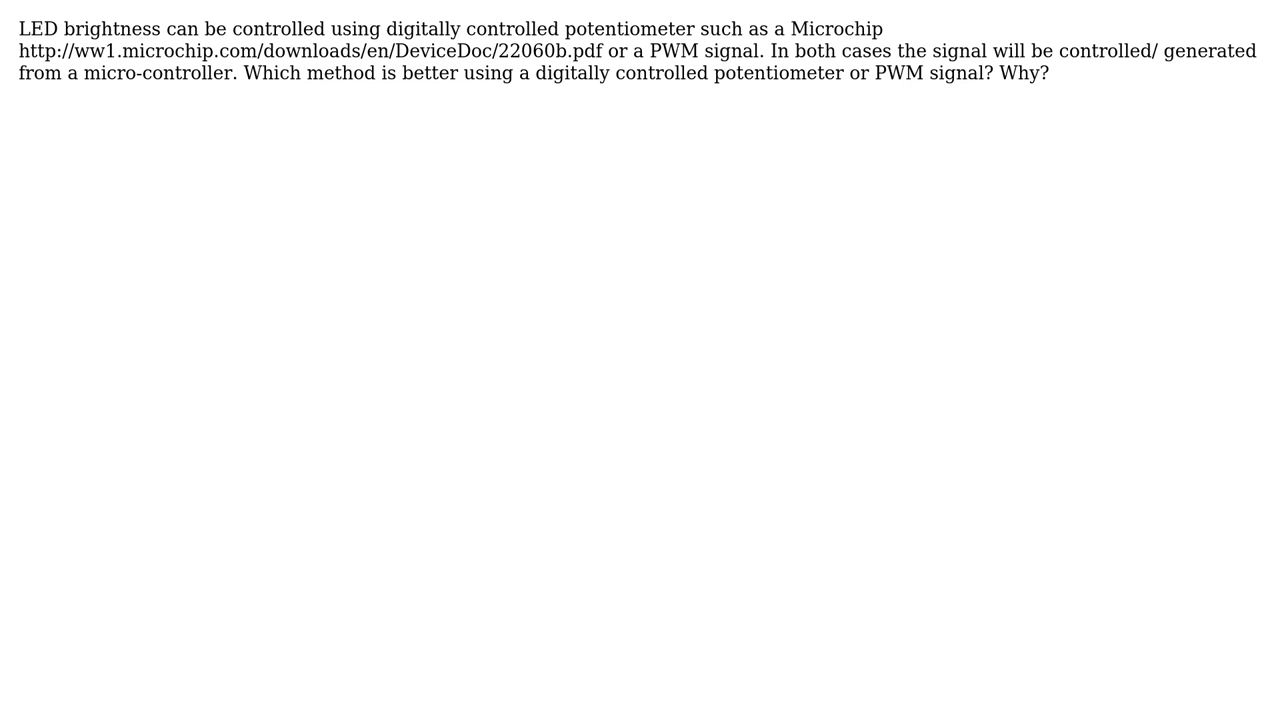 LED brightness can be controlled using digitally controlled potentiometer such as a Microchip
http://ww1.microchip.com/downloads/en/DeviceDoc/22060b.pdf or a PWM signal. In both cases the signal will be controlled/ generated
from a micro-controller. Which method is better using a digitally controlled potentiometer or PWM signal? Why?